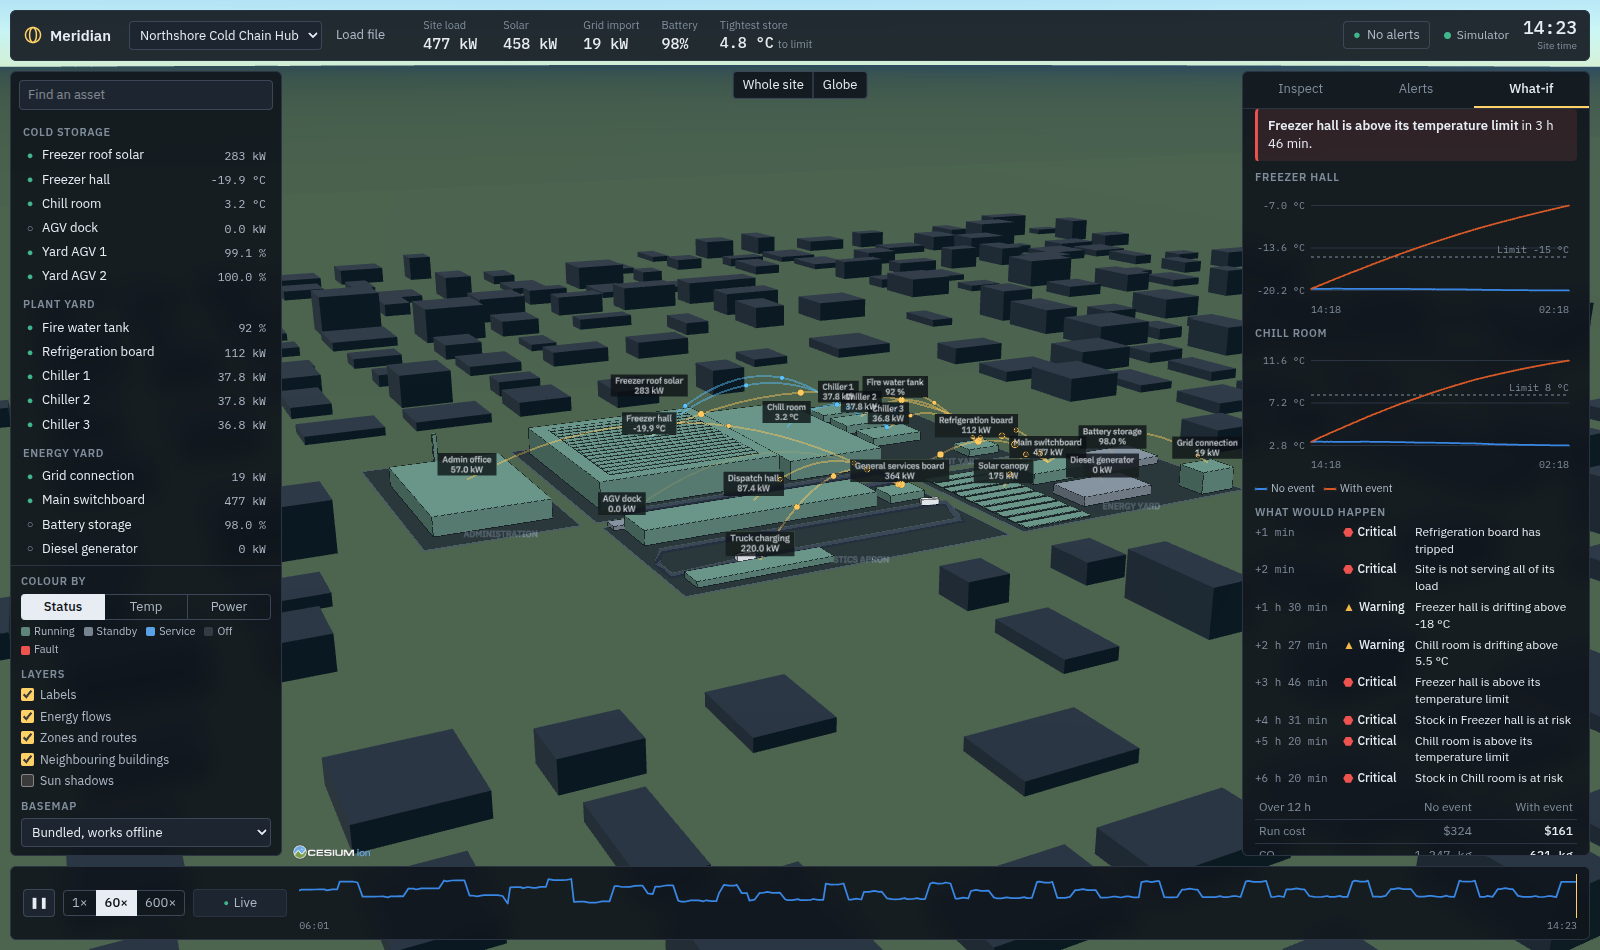 Meridian
Northshore Cold Chain Hub
Load file
Site load
477 kW
Solar
458 kW
Grid import
19 kW
Battery
98%
Tightest store
4.8 °C to limit
No alerts
Simulator
14:23
Site time
Find an asset
COLD STORAGE
Freezer roof solar 283 kW
Freezer hall -19.9 °C
Chill room 3.2 °C
AGV dock 0.0 kW
Yard AGV 1 99.1 %
Yard AGV 2 100.0 %
PLANT YARD
Fire water tank 92 %
Refrigeration board 112 kW
Chiller 1 37.8 kW
Chiller 2 37.8 kW
Chiller 3 36.8 kW
ENERGY YARD
Grid connection 19 kW
Main switchboard 477 kW
Battery storage 98.0 %
Diesel generator 0 kW
COLOUR BY
Status Temp Power
Running Standby Service Off
Fault
LAYERS
Labels
Energy flows
Zones and routes
Neighbouring buildings
Sun shadows
BASEMAP
Bundled, works offline
Whole site Globe
Freezer roof solar
283 kW
Freezer hall
-19.9 °C
Chill room
3.2 °C
Chiller 1
37.8 kW
Fire water tank
92 %
Chiller 2
37.8 kW
Chiller 3
36.8 kW
Refrigeration board
112 kW
Main switchboard
477 kW
Battery storage
98.0 %
Grid connection
19 kW
Admin office
57.0 kW
General services board
364 kW
Solar canopy
175 kW
Diesel generator
0 kW
Dispatch hall
87.4 kW
AGV dock
0.0 kW
Truck charging
220.0 kW
ADMINISTRATION
ENERGY YARD
APRON
CESIUM ion
Inspect Alerts What-if
Freezer hall is above its temperature limit in 3 h
46 min.
FREEZER HALL
-7.0 °C
-13.6 °C
Limit -15 °C
-20.2 °C
14:18 02:18
CHILL ROOM
11.6 °C
Limit 8 °C
7.2 °C
2.8 °C
14:18 02:18
No event With event
WHAT WOULD HAPPEN
+1 min Critical Refrigeration board has
tripped
+2 min Critical Site is not serving all of its
load
+1 h 30 min Warning Freezer hall is drifting above
-18 °C
+2 h 27 min Warning Chill room is drifting above
5.5 °C
+3 h 46 min Critical Freezer hall is above its
temperature limit
+4 h 31 min Critical Stock in Freezer hall is at risk
+5 h 20 min Critical Chill room is above its
temperature limit
+6 h 20 min Critical Stock in Chill room is at risk
Over 12 h No event With event
Run cost $324 $161
1× 60× 600×
Live
06:01 14:23